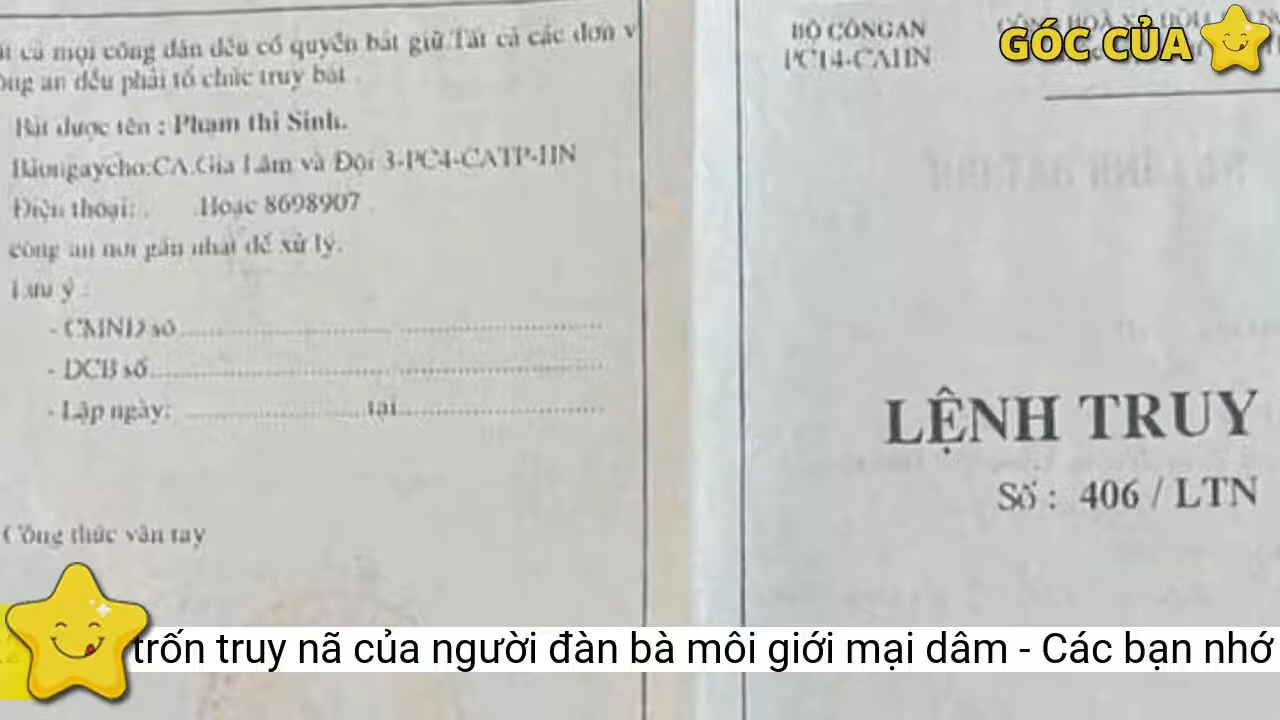 t cả mọi công dân đều có quyền bắt giữ.Tất cả các đơn v
ông an đều phải tổ chức truy bắt .
Bắt được tên : Phạm thị Sinh.
Báongaycho:CA.Gia Lâm và Đội 3-PC4-CATP-HN
Điện thoại: . .Hoặc 8698907 .
công an nơi gần nhất để xử lý.
Lưu ý :
- CMND số
- DCB số
- Lập ngày: tại
Công thức vân tay
BỘ CÔNG AN
PC14-CAHN
GÓC CỦA
LỆNH TRUY
Số : 406 / LTN
trốn truy nã của người đàn bà môi giới mại dâm - Các bạn nhớ